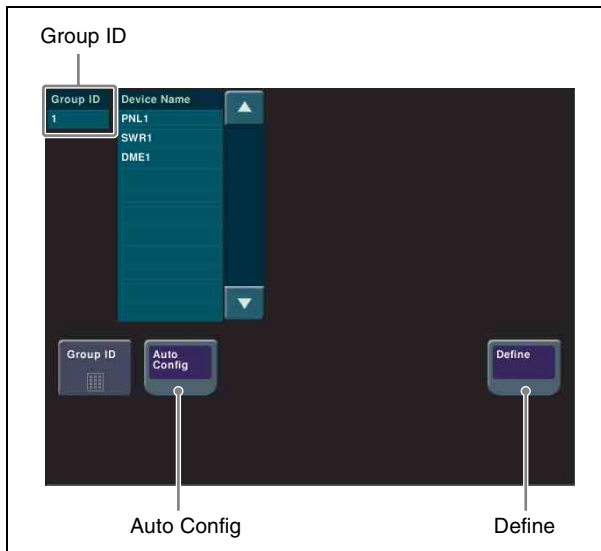 Group ID
Group ID Device Name
1 PNL1
SWR1
DME1
Group ID
Auto
Config
Define
Auto Config Define